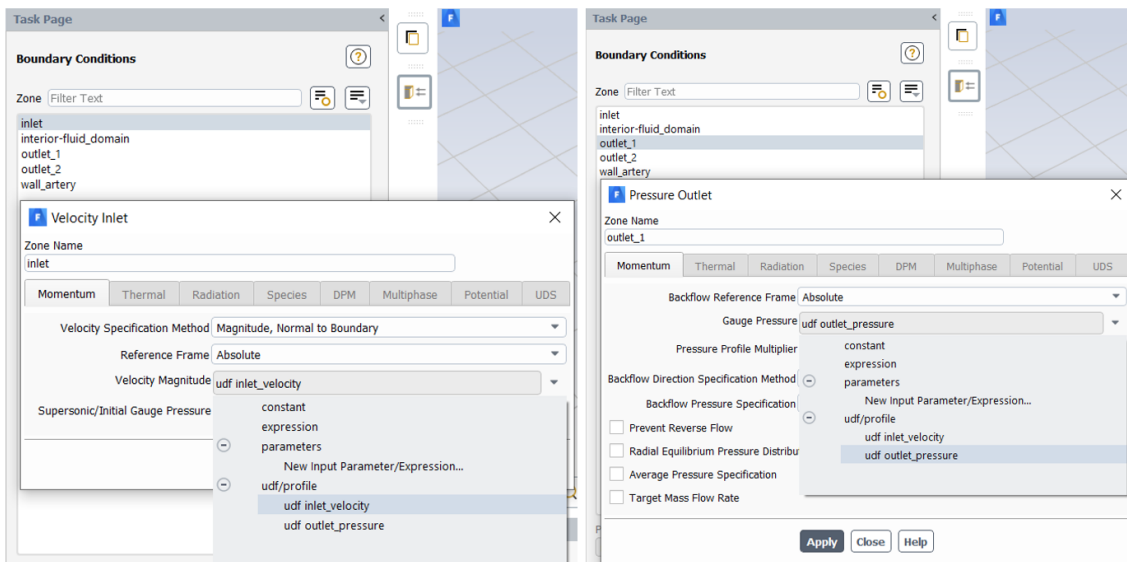 Task Page
Boundary Conditions
Zone Filter Text
inlet
interior-fluid_domain
outlet_1
outlet_2
wall_artery
Velocity Inlet
Zone Name
inlet
Momentum Thermal Radiation Species DPM Multiphase Potential UDS
Velocity Specification Method Magnitude, Normal to Boundary
Reference Frame Absolute
Velocity Magnitude udf inlet_velocity
Supersonic/Initial Gauge Pressure
constant
expression
parameters
New Input Parameter/Expression...
udf/profile
udf inlet_velocity
udf outlet_pressure
Task Page
Boundary Conditions
Zone Filter Text
inlet
interior-fluid_domain
outlet_1
outlet_2
wall_artery
Pressure Outlet
Zone Name
outlet_1
Momentum Thermal Radiation Species DPM Multiphase Potential UDS
Backflow Reference Frame Absolute
Gauge Pressure udf outlet_pressure
Pressure Profile Multiplier
Backflow Direction Specification Method
Backflow Pressure Specification
Prevent Reverse Flow
Radial Equilibrium Pressure Distribu
Average Pressure Specification
Target Mass Flow Rate
constant
expression
parameters
New Input Parameter/Expression...
udf/profile
udf inlet_velocity
udf outlet_pressure
Apply Close Help